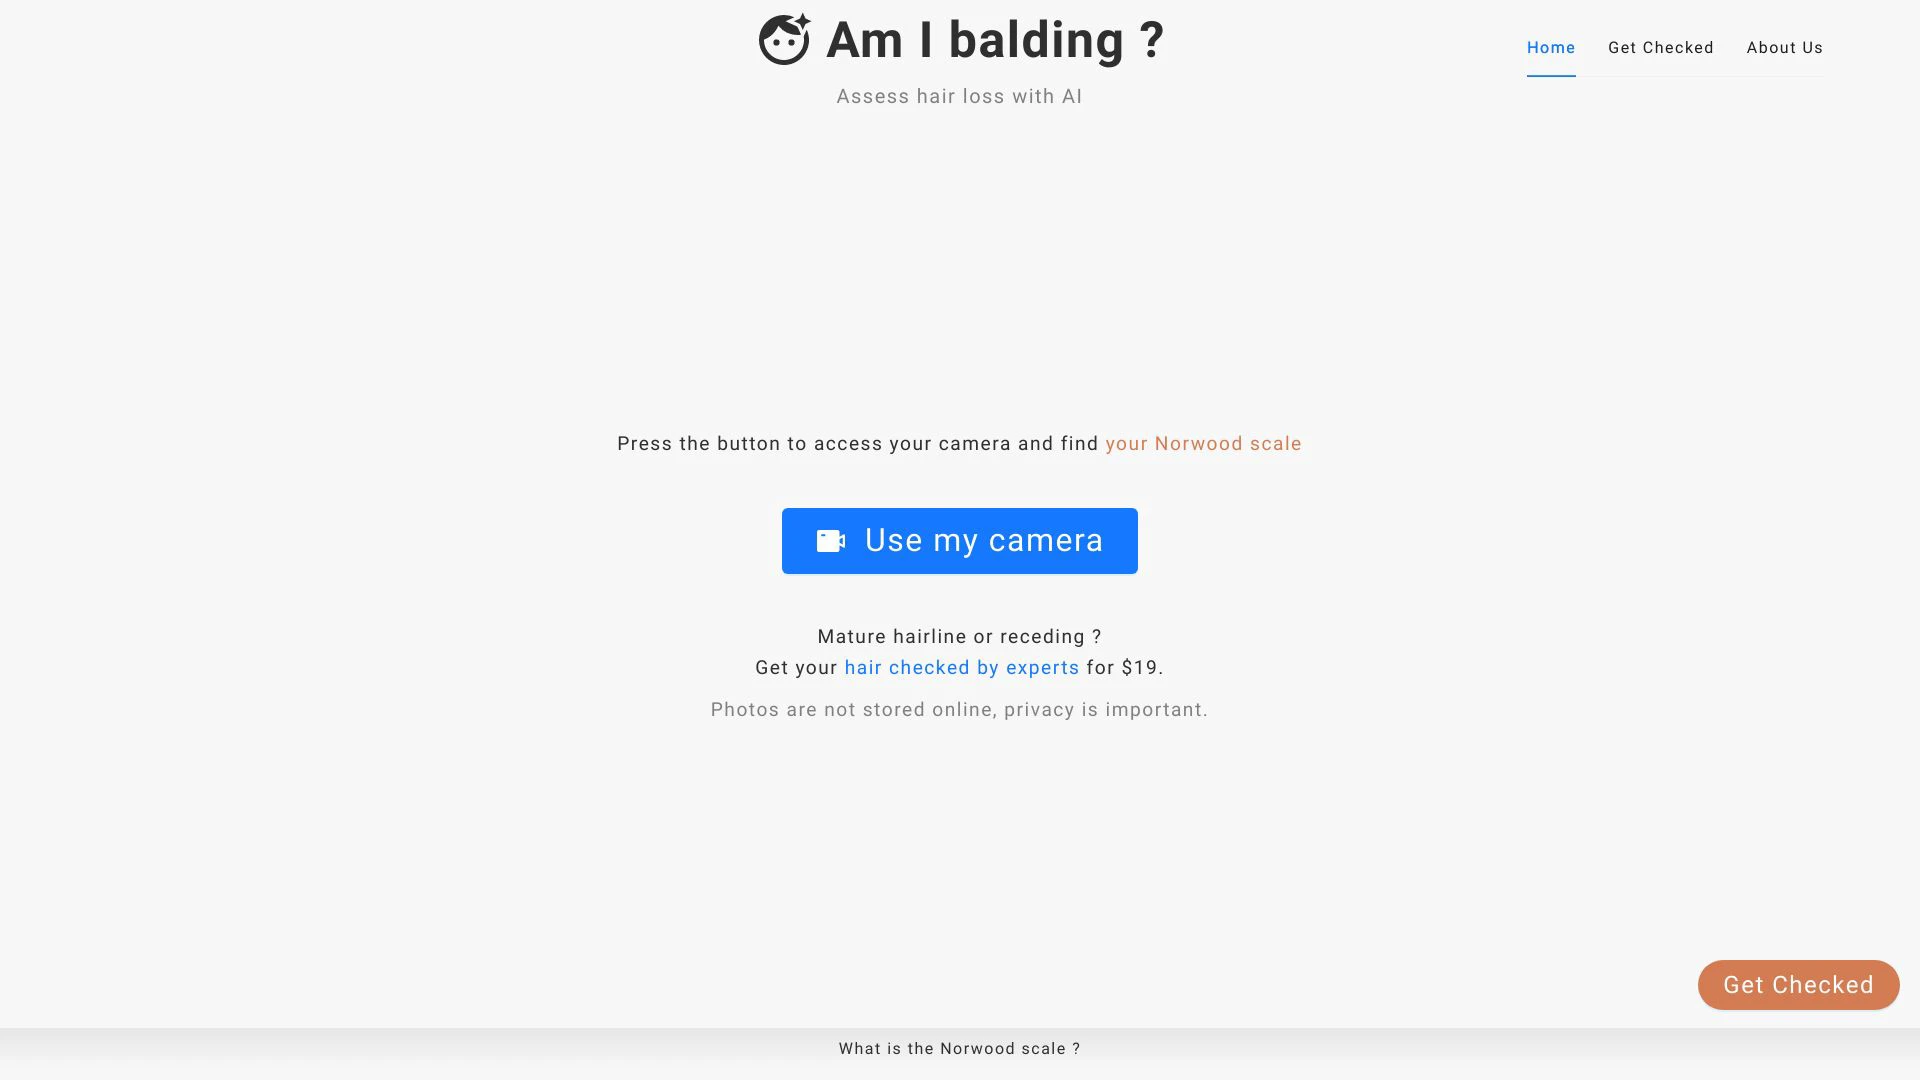 Am I balding ?
Assess hair loss with AI
Home
Get Checked
About Us
Press the button to access your camera and find your Norwood scale
Use my camera
Mature hairline or receding ?
Get your hair checked by experts for $19.
Photos are not stored online, privacy is important.
Get Checked
What is the Norwood scale ?